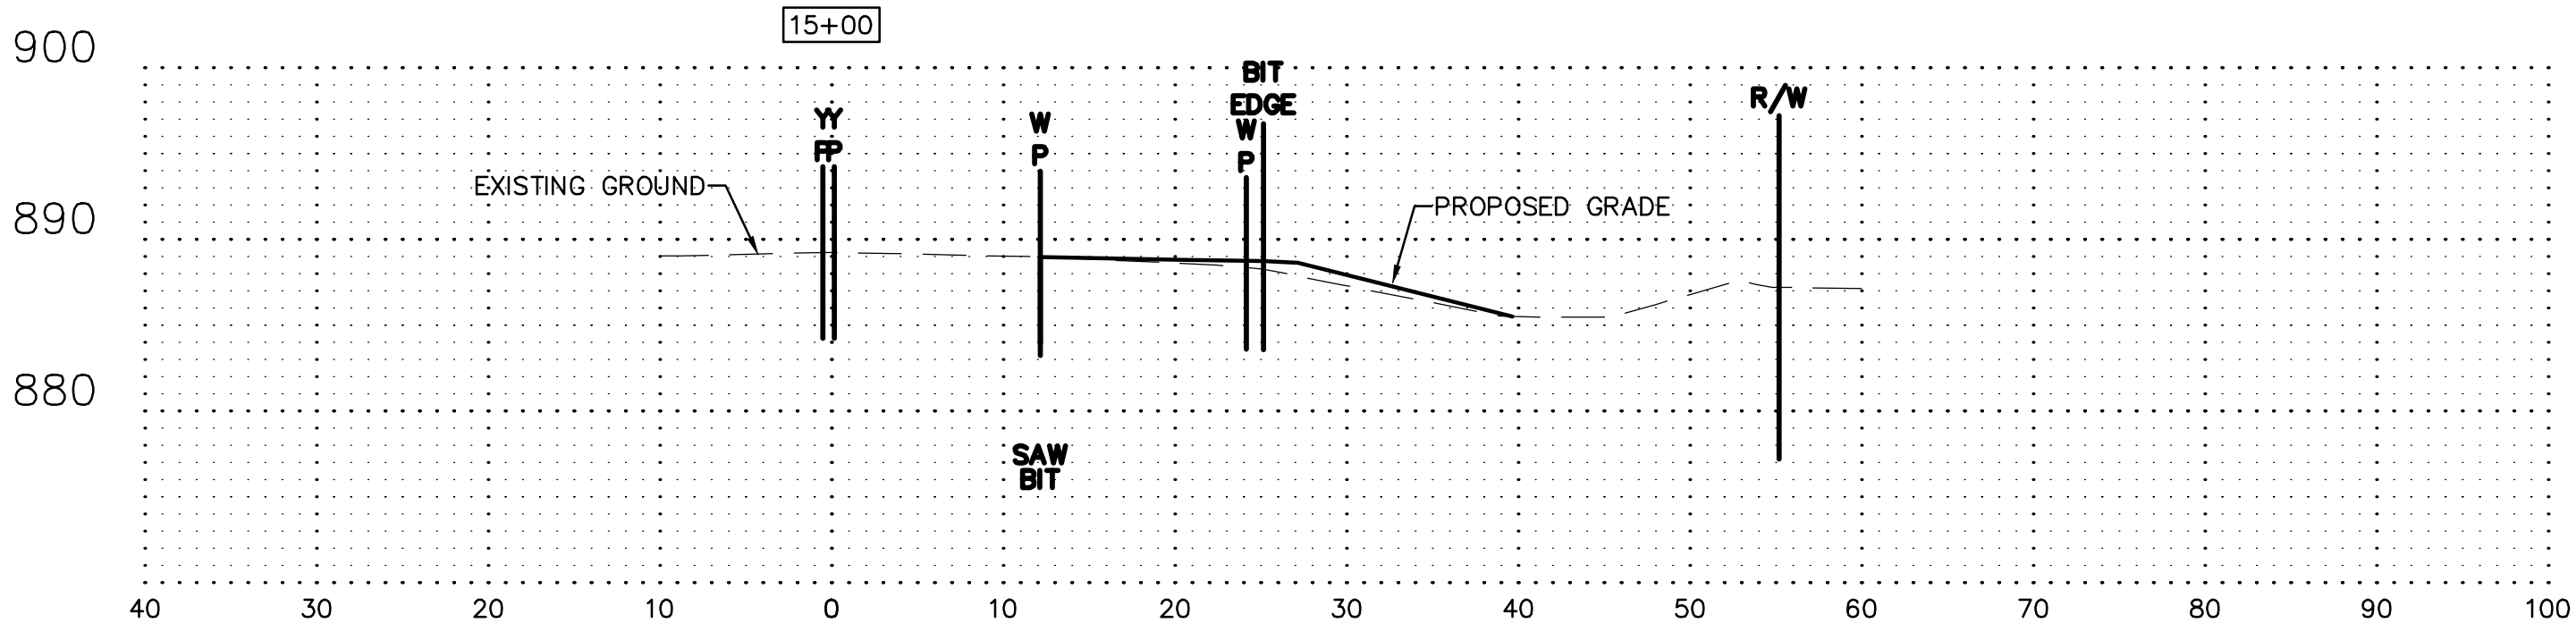 15+00
900
BIT
EDGE
R/W
YY
PP
W
P
W
P
EXISTING GROUND
PROPOSED GRADE
890
880
SAW
BIT
40 30 20 10 0 10 20 30 40 50 60 70 80 90 100